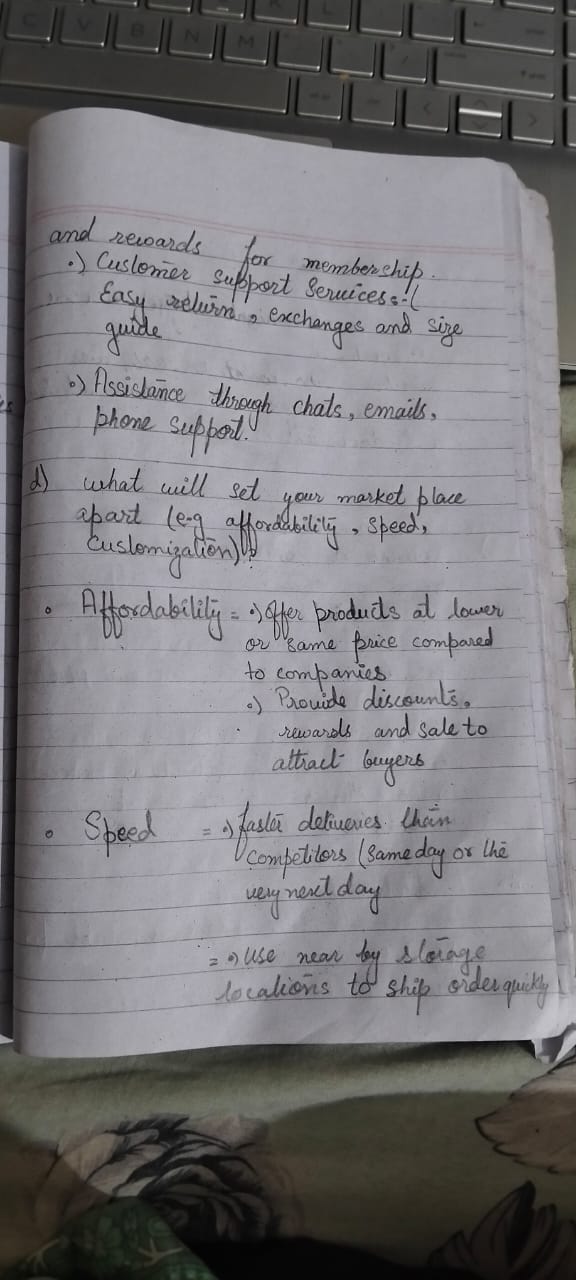 and rewards for membership.
•) Customer support Services:-(
Easy return, exchanges and size
guide
•) Assistance through chats, emails,
phone support.
d) what will set your market place
apart (e-g affordability, speed,
customization)?
• Affordability = •) Offer products at lower
or same price compared
to companies.
•) Provide discounts,
rewards and sale to
attract buyers
• Speed = •) faster deliveries than
competitors (same day or the
very next day
= •) Use near by storage
locations to ship order quickly